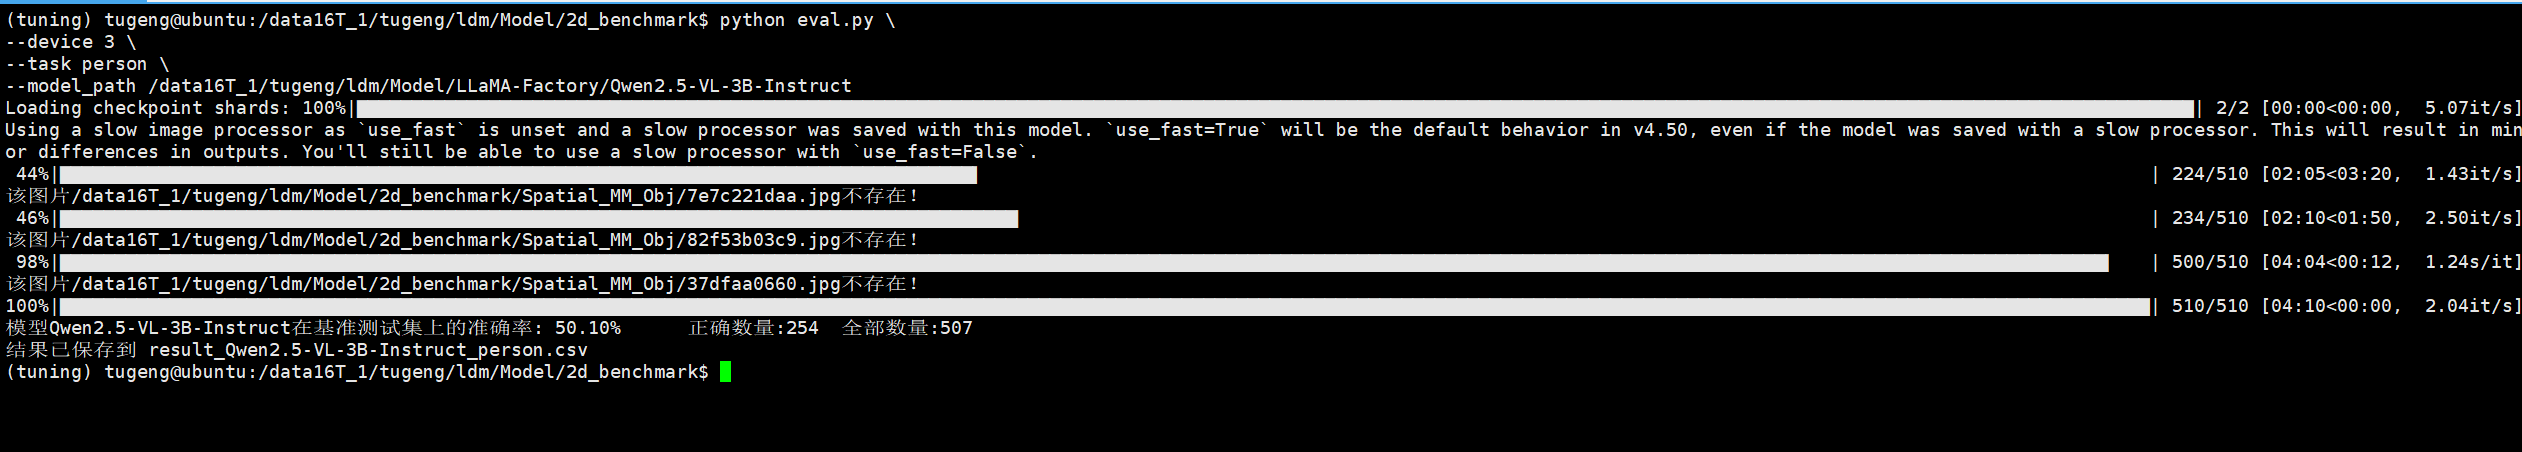 (tuning) tugeng@ubuntu:/data16T_1/tugeng/ldm/Model/2d_benchmark$ python eval.py \
--device 3 \
--task person \
--model_path /data16T_1/tugeng/ldm/Model/LLaMA-Factory/Qwen2.5-VL-3B-Instruct
Loading checkpoint shards: 100%|██████████| 2/2 [00:00<00:00,  5.07it/s]
Using a slow image processor as `use_fast` is unset and a slow processor was saved with this model. `use_fast=True` will be the default behavior in v4.50, even if the model was saved with a slow processor. This will result in min
or differences in outputs. You'll still be able to use a slow processor with `use_fast=False`.
 44%|████      | 224/510 [02:05<03:20,  1.43it/s]
该图片/data16T_1/tugeng/ldm/Model/2d_benchmark/Spatial_MM_Obj/7e7c221daa.jpg不存在!
 46%|████      | 234/510 [02:10<01:50,  2.50it/s]
该图片/data16T_1/tugeng/ldm/Model/2d_benchmark/Spatial_MM_Obj/82f53b03c9.jpg不存在!
 98%|█████████ | 500/510 [04:04<00:12,  1.24s/it]
该图片/data16T_1/tugeng/ldm/Model/2d_benchmark/Spatial_MM_Obj/37dfaa0660.jpg不存在!
100%|██████████| 510/510 [04:10<00:00,  2.04it/s]
模型Qwen2.5-VL-3B-Instruct在基准测试集上的准确率: 50.10%      正确数量:254  全部数量:507
结果已保存到 result_Qwen2.5-VL-3B-Instruct_person.csv
(tuning) tugeng@ubuntu:/data16T_1/tugeng/ldm/Model/2d_benchmark$